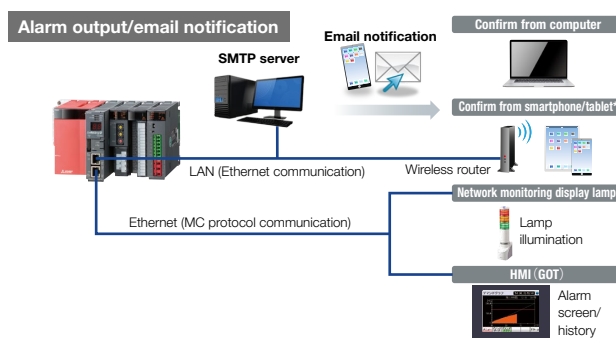 Alarm output/email notification
Email notification
Confirm from computer
SMTP server
Confirm from smartphone/tablet*
LAN (Ethernet communication)
Wireless router
Network monitoring display lamp
Ethernet (MC protocol communication)
Lamp
illumination
HMI (GOT)
Alarm
screen/
history